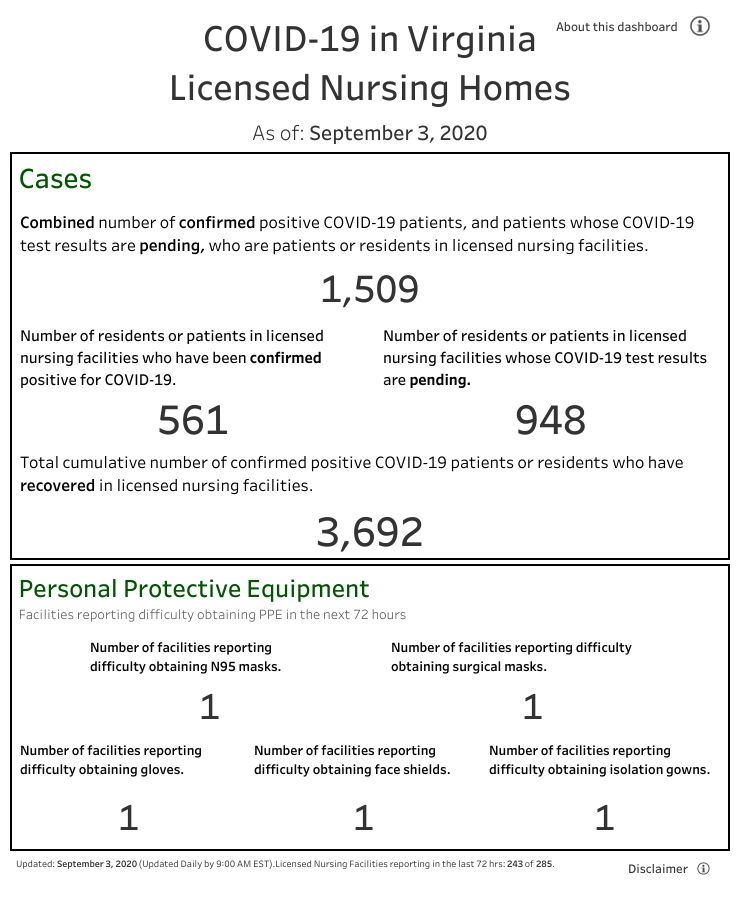 COVID-19 in Virginia
About this dashboard
Licensed Nursing Homes
As of: September 3, 2020
Cases
Combined number of confirmed positive COVID-19 patients, and patients whose COVID-19
test results are pending, who are patients or residents in licensed nursing facilities.
1,509
Number of residents or patients in licensed
nursing facilities who have been confirmed
positive for COVID-19.
561
Number of residents or patients in licensed
nursing facilities whose COVID-19 test results
are pending.
948
Total cumulative number of confirmed positive COVID-19 patients or residents who have
recovered in licensed nursing facilities.
3,692
Personal Protective Equipment
Facilities reporting difficulty obtaining PPE in the next 72 hours
Number of facilities reporting
difficulty obtaining N95 masks.
1
Number of facilities reporting difficulty
obtaining surgical masks.
1
Number of facilities reporting
difficulty obtaining gloves.
1
Number of facilities reporting
difficulty obtaining face shields.
1
Number of facilities reporting
difficulty obtaining isolation gowns.
1
Updated: September 3, 2020 (Updated Daily by 9:00 AM EST).Licensed Nursing Facilities reporting in the last 72 hrs: 243 of 285.
Disclaimer